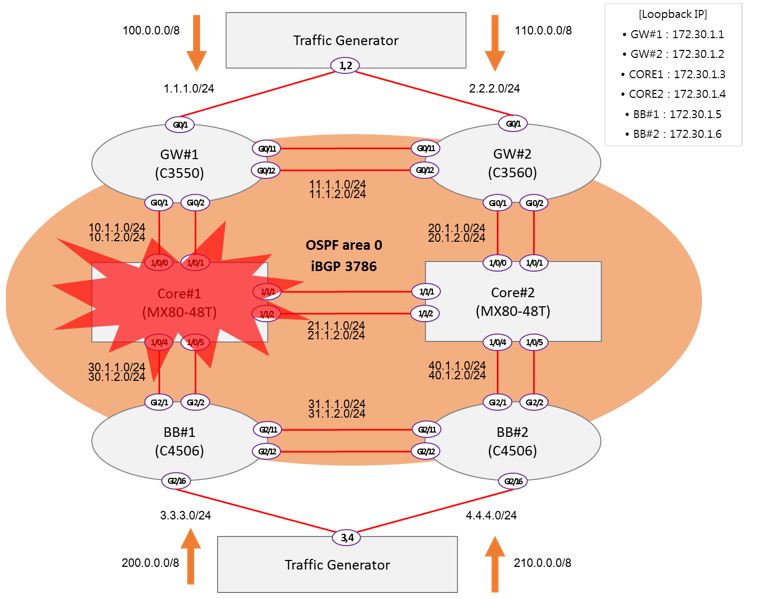 100.0.0.0/8
Traffic Generator
110.0.0.0/8
[Loopback IP]
• GW#1 : 172.30.1.1
• GW#2 : 172.30.1.2
• CORE1 : 172.30.1.3
• CORE2 : 172.30.1.4
• BB#1 : 172.30.1.5
• BB#2 : 172.30.1.6
1,2
1.1.1.0/24
2.2.2.0/24
Gi0/1
Gi0/1
GW#1
(C3550)
Gi0/11
Gi0/12
Gi0/11
Gi0/12
GW#2
(C3560)
11.1.1.0/24
11.1.2.0/24
Gi0/1
Gi0/2
Gi0/1
Gi0/2
10.1.1.0/24
10.1.2.0/24
20.1.1.0/24
20.1.2.0/24
OSPF area 0
iBGP 3786
1/0/0
1/0/1
1/0/0
1/0/1
Core#1
(MX80-48T)
1/1/1
1/1/2
1/1/1
1/1/2
Core#2
(MX80-48T)
21.1.1.0/24
21.1.2.0/24
1/0/4
1/0/5
1/0/4
1/0/5
30.1.1.0/24
30.1.2.0/24
40.1.1.0/24
40.1.2.0/24
Gi2/1
Gi2/2
Gi2/1
Gi2/2
31.1.1.0/24
31.1.2.0/24
BB#1
(C4506)
Gi2/11
Gi2/12
Gi2/11
Gi2/12
BB#2
(C4506)
Gi2/16
Gi2/16
3.3.3.0/24
4.4.4.0/24
3,4
200.0.0.0/8
Traffic Generator
210.0.0.0/8